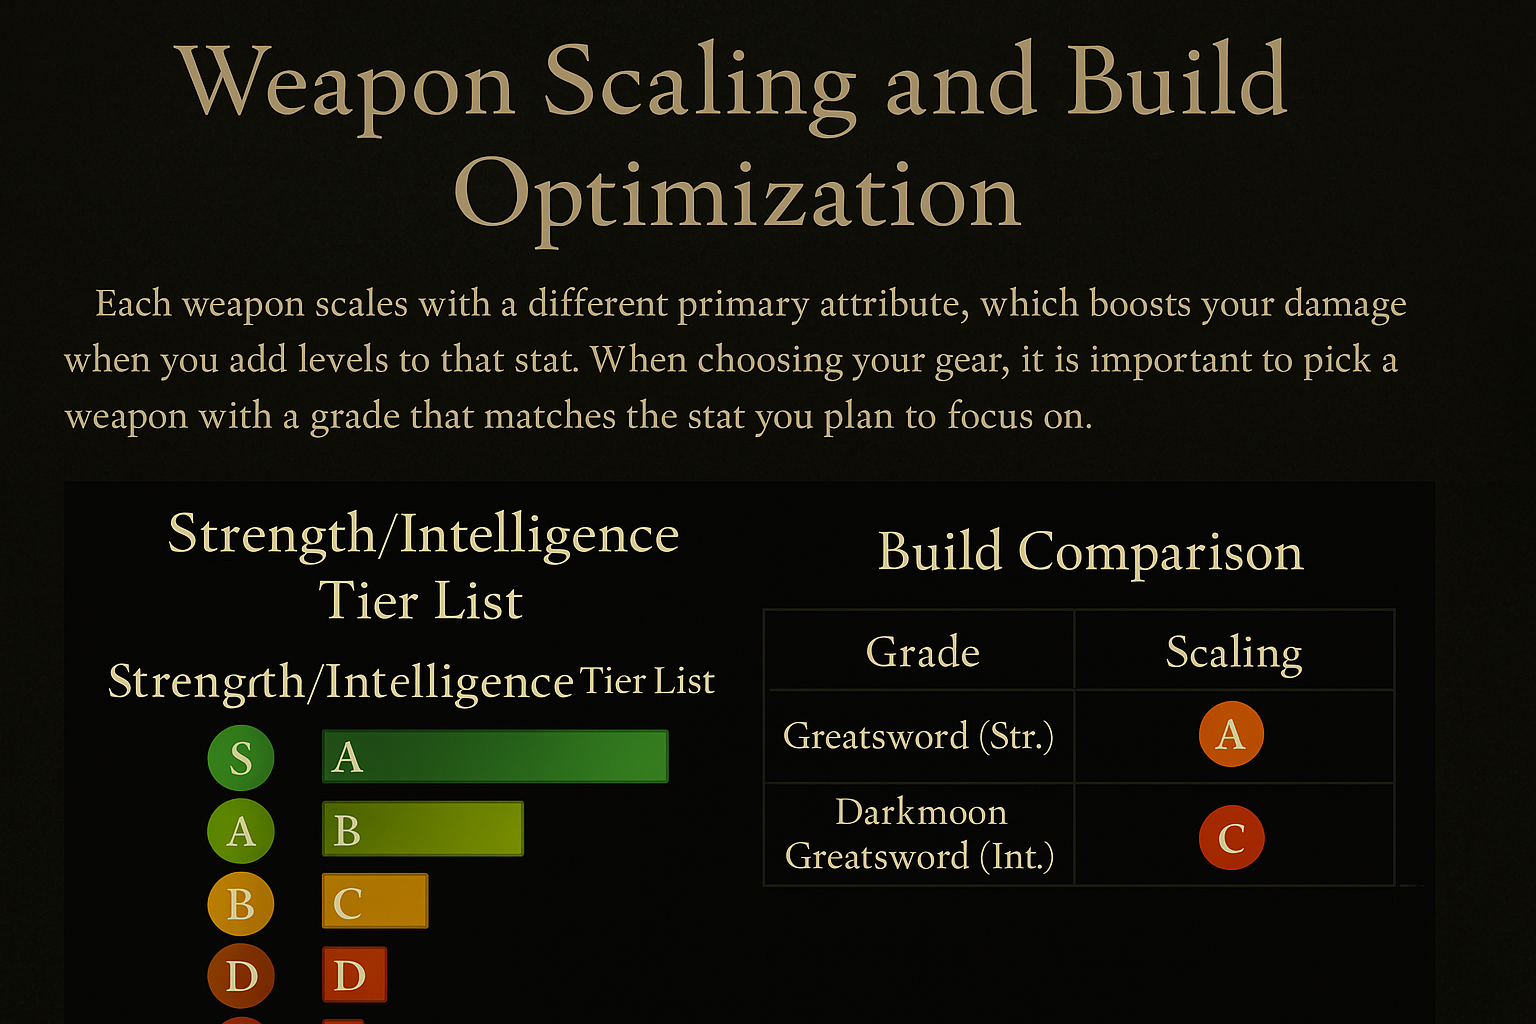 Weapon Scaling and Build
Optimization
Each weapon scales with a different primary attribute, which boosts your damage
when you add levels to that stat. When choosing your gear, it is important to pick a
weapon with a grade that matches the stat you plan to focus on.
Strength/Intelligence
Tier List
Strengrth/Intelligence Tier List
S A
A B
B C
D D
Build Comparison
Grade Scaling
Greatsword (Str.) A
Darkmoon
Greatsword (Int.) C